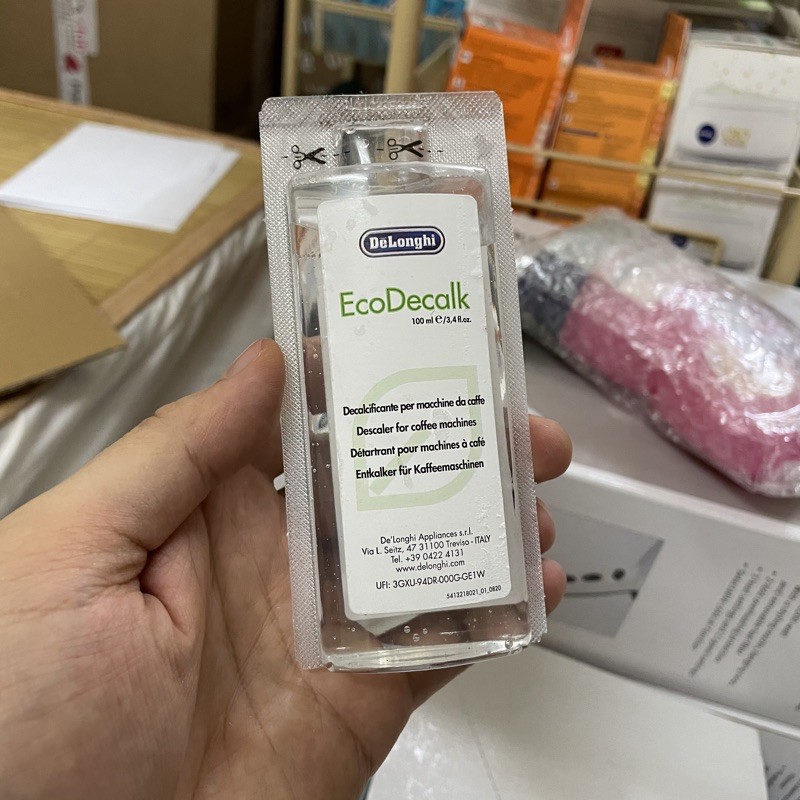 DeLonghi
EcoDecalk
100 ml ℮/3,4 fl.oz.
Decalcificante per macchine da caffe
Descaler for coffee machines
Détartrant pour machines à café
Entkalker für Kaffeemaschinen
De'Longhi Appliances s.r.l.
Via L. Seitz, 47 31100 Treviso - ITALY
Tel. +39 0422 4131
www.delonghi.com
UFI: 3GXU-94DR-000G-GE1W
5413218021_01_0820